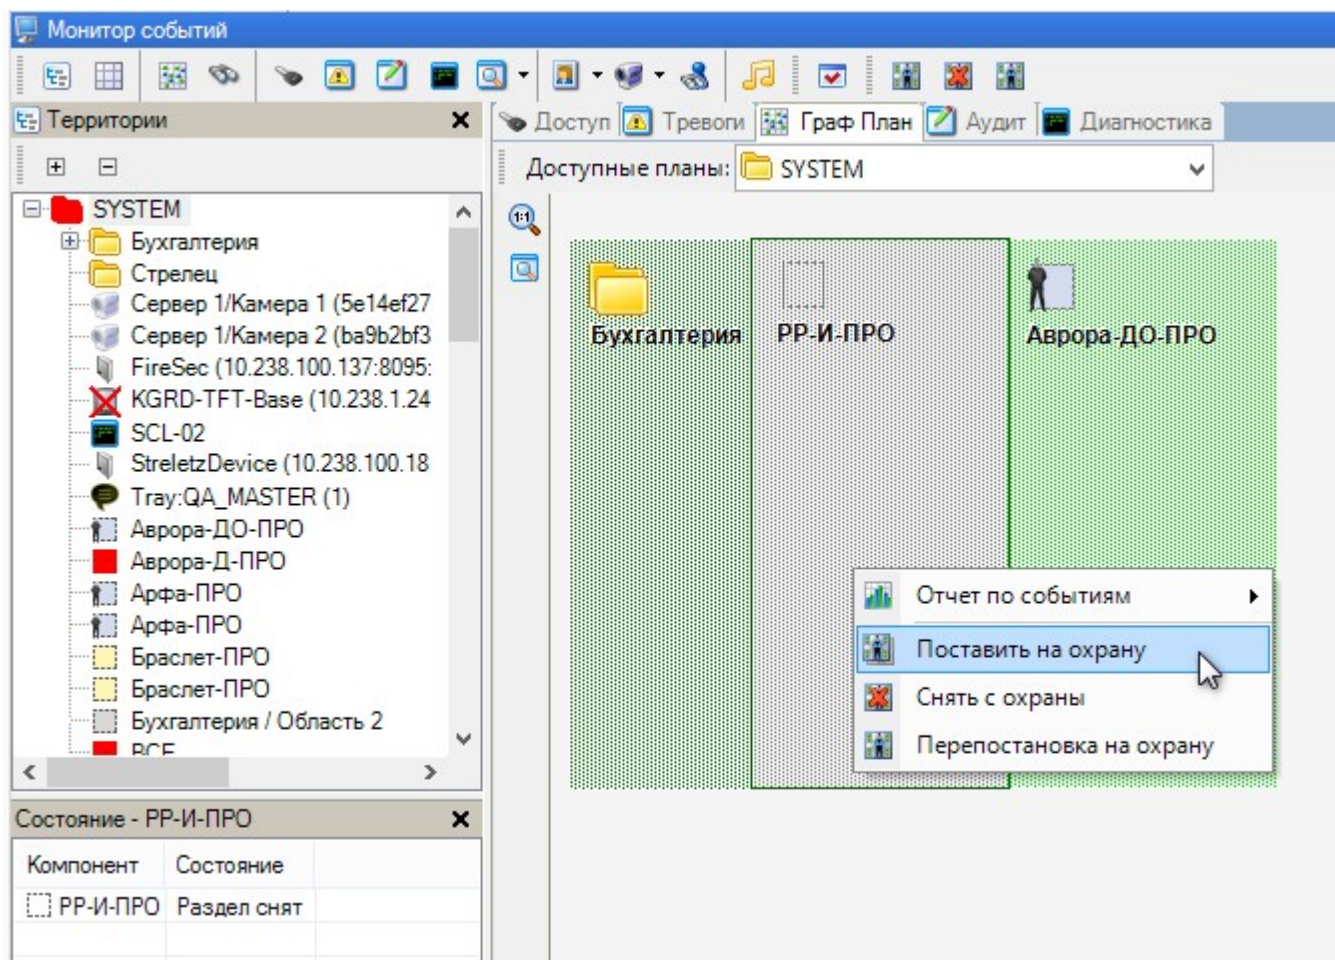 Монитор событий
Территории
Доступ Тревоги Граф План Аудит Диагностика
Доступные планы: SYSTEM
SYSTEM
Бухгалтерия
Стрелец
Сервер 1/Камера 1 (5e14ef27
Сервер 1/Камера 2 (ba9b2bf3
FireSec (10.238.100.137:8095:
KGRD-TFT-Base (10.238.1.24
SCL-02
StreletzDevice (10.238.100.18
Tray:QA_MASTER (1)
Аврора-ДО-ПРО
Аврора-Д-ПРО
Арфа-ПРО
Арфа-ПРО
Браслет-ПРО
Браслет-ПРО
Бухгалтерия / Область 2
ВСЕ
1:1
Бухгалтерия
РР-И-ПРО
Аврора-ДО-ПРО
Отчет по событиям
Поставить на охрану
Снять с охраны
Перепостановка на охрану
Состояние - РР-И-ПРО
Компонент Состояние
РР-И-ПРО Раздел снят